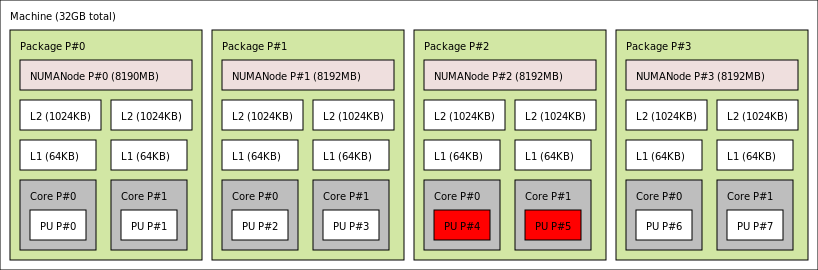 Machine (32GB total)
Package P#0
Package P#1
Package P#2
Package P#3
NUMANode P#0 (8190MB)
NUMANode P#1 (8192MB)
NUMANode P#2 (8192MB)
NUMANode P#3 (8192MB)
L2 (1024KB)
L2 (1024KB)
L2 (1024KB)
L2 (1024KB)
L2 (1024KB)
L2 (1024KB)
L2 (1024KB)
L2 (1024KB)
L1 (64KB)
L1 (64KB)
L1 (64KB)
L1 (64KB)
L1 (64KB)
L1 (64KB)
L1 (64KB)
L1 (64KB)
Core P#0
Core P#1
Core P#0
Core P#1
Core P#0
Core P#1
Core P#0
Core P#1
PU P#0
PU P#1
PU P#2
PU P#3
PU P#4
PU P#5
PU P#6
PU P#7